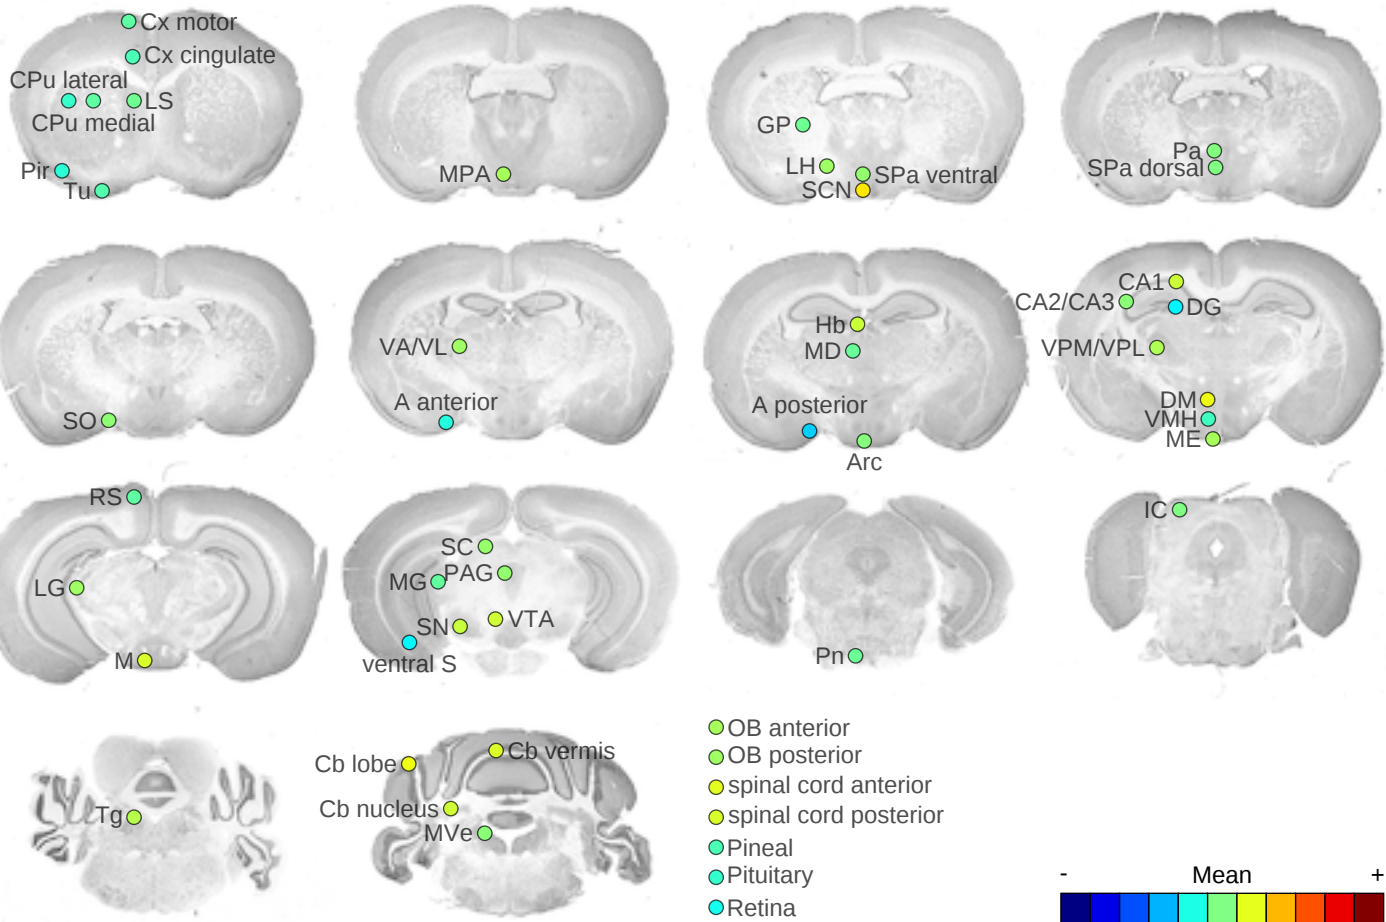 Cx motor
Cx cingulate
CPu lateral
LS
CPu medial
Pir
Tu
MPA
GP
LH
SPa ventral
SCN
Pa
SPa dorsal
SO
VA/VL
A anterior
Hb
MD
A posterior
Arc
CA1
CA2/CA3
DG
VPM/VPL
DM
VMH
ME
RS
LG
M
SC
PAG
MG
SN
VTA
ventral S
Pn
IC
Tg
Cb lobe
Cb vermis
Cb nucleus
MVe
OB anterior
OB posterior
spinal cord anterior
spinal cord posterior
Pineal
Pituitary
Retina
- Mean +